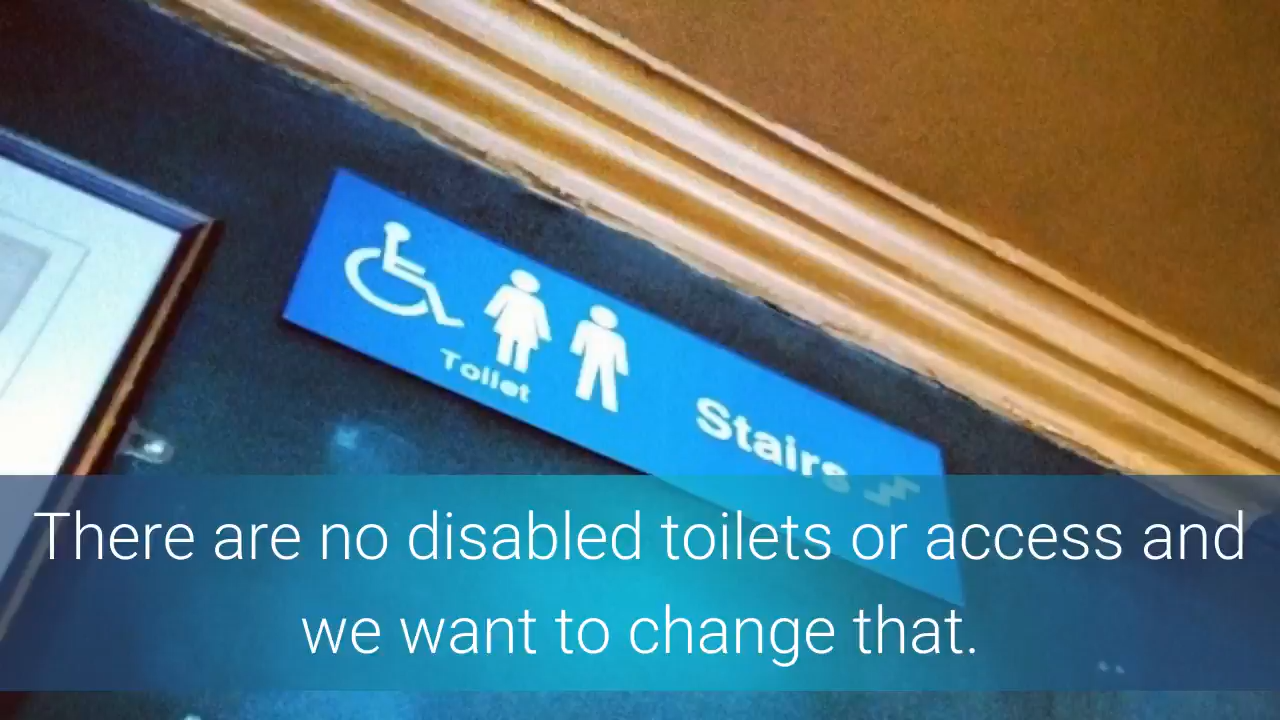 Toilet
Stairs
There are no disabled toilets or access and
we want to change that.